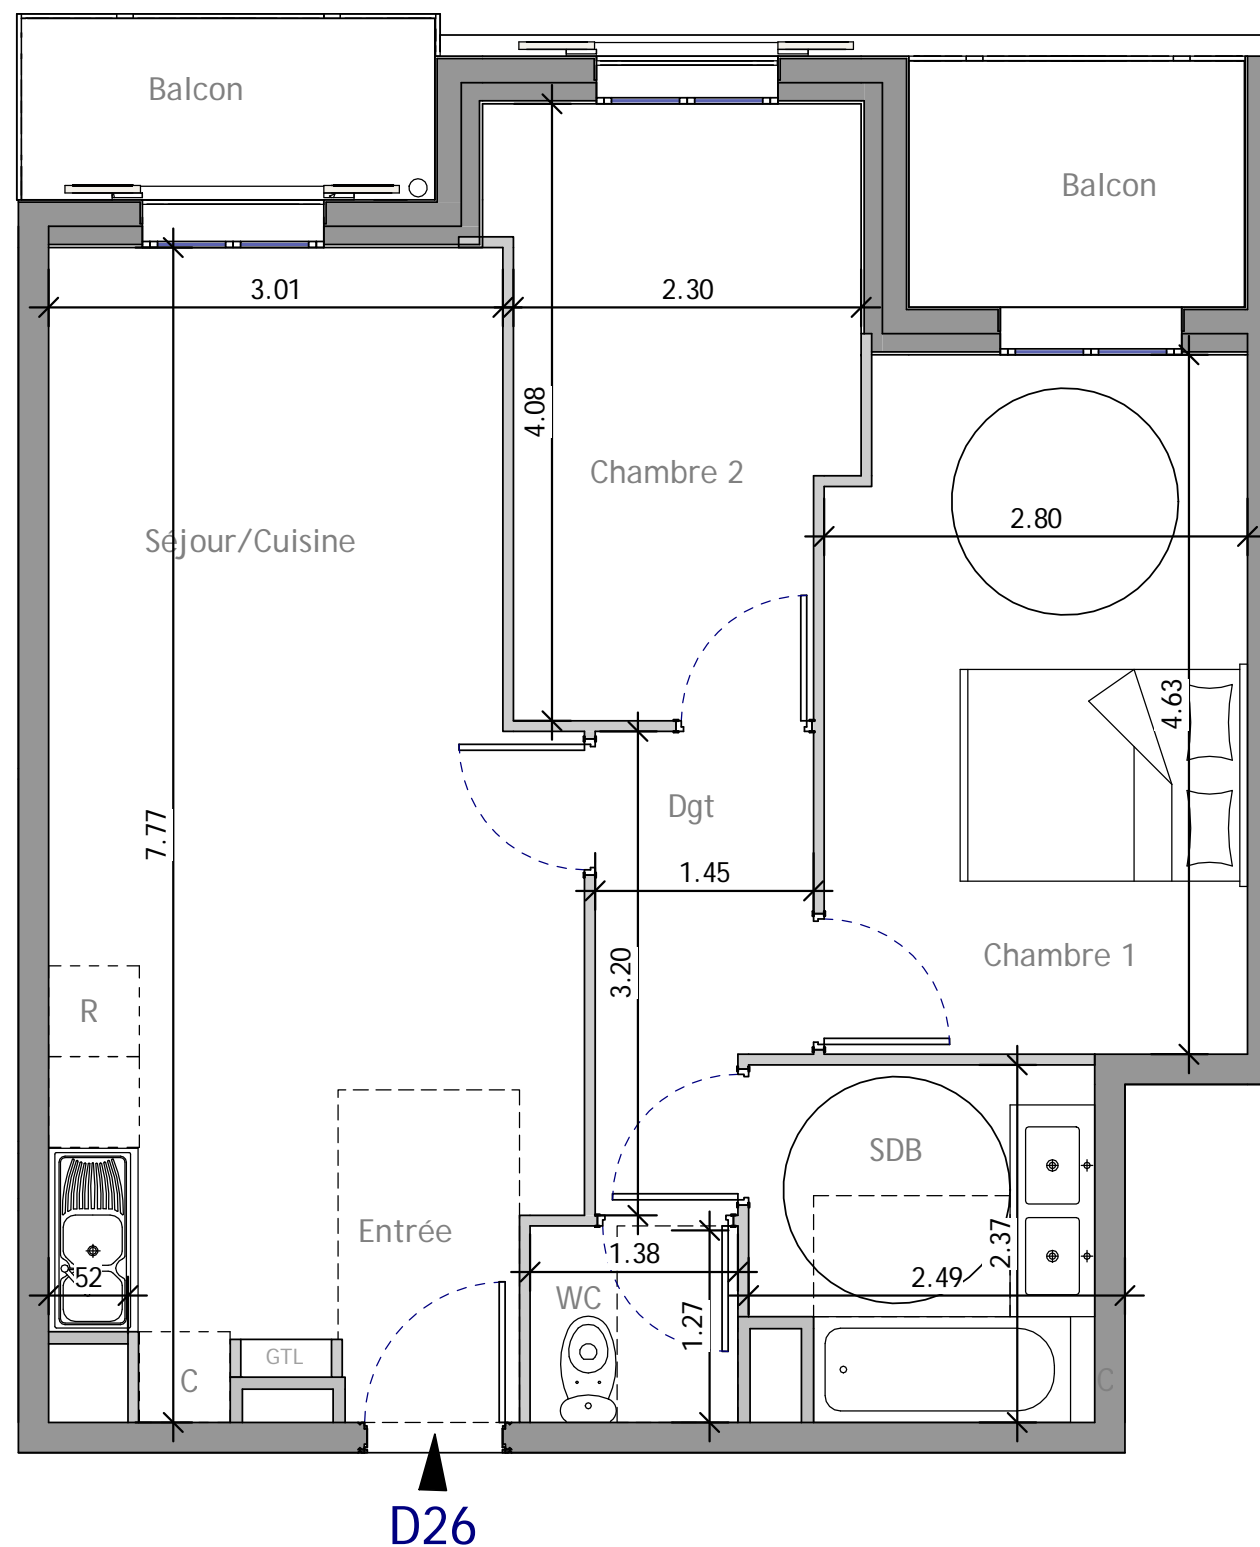 Balcon
Balcon
3.01
2.30
4.08
Chambre 2
2.80
Séjour/Cuisine
4.63
Dgt
7.77
1.45
Chambre 1
3.20
R
SDB
Entrée
2.37
1.38
52
2.49
WC
1.27
GTL
C
C
D26